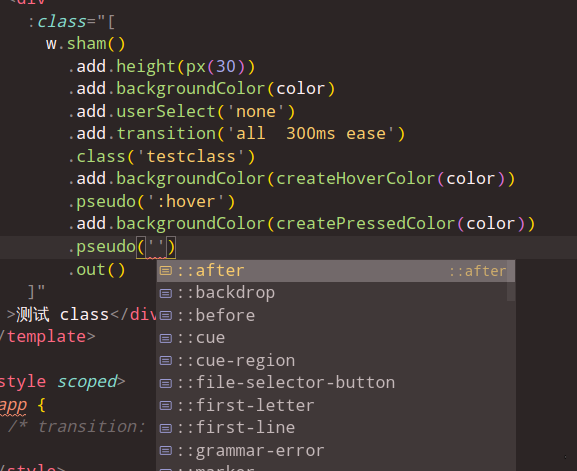 <div
:class="[
w.sham()
.add.height(px(30))
.add.backgroundColor(color)
.add.userSelect('none')
.add.transition('all  300ms ease')
.class('testclass')
.add.backgroundColor(createHoverColor(color))
.pseudo(':hover')
.add.backgroundColor(createPressedColor(color))
.pseudo('')
::after ::after
.out()
::backdrop
]"
::before
>测试 class</div
::cue
/template>
::cue-region
style scoped>
::file-selector-button
app {
::first-letter
/* transition:
::first-line
::grammar-error
/style>
::marker